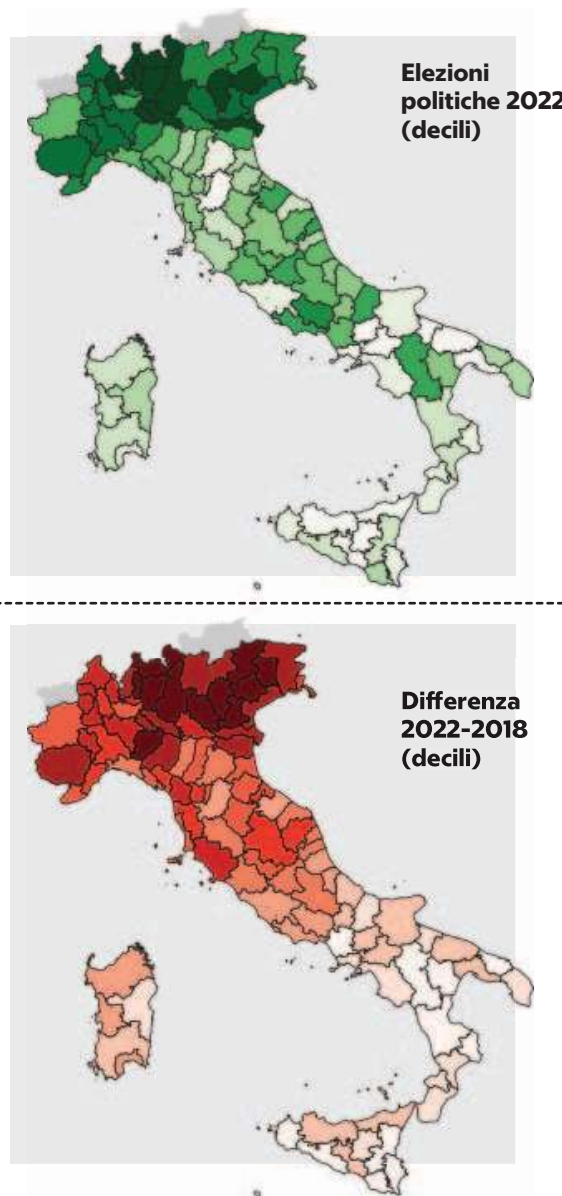 Elezioni
politiche 2022
(decili)
Differenza
2022-2018
(decili)